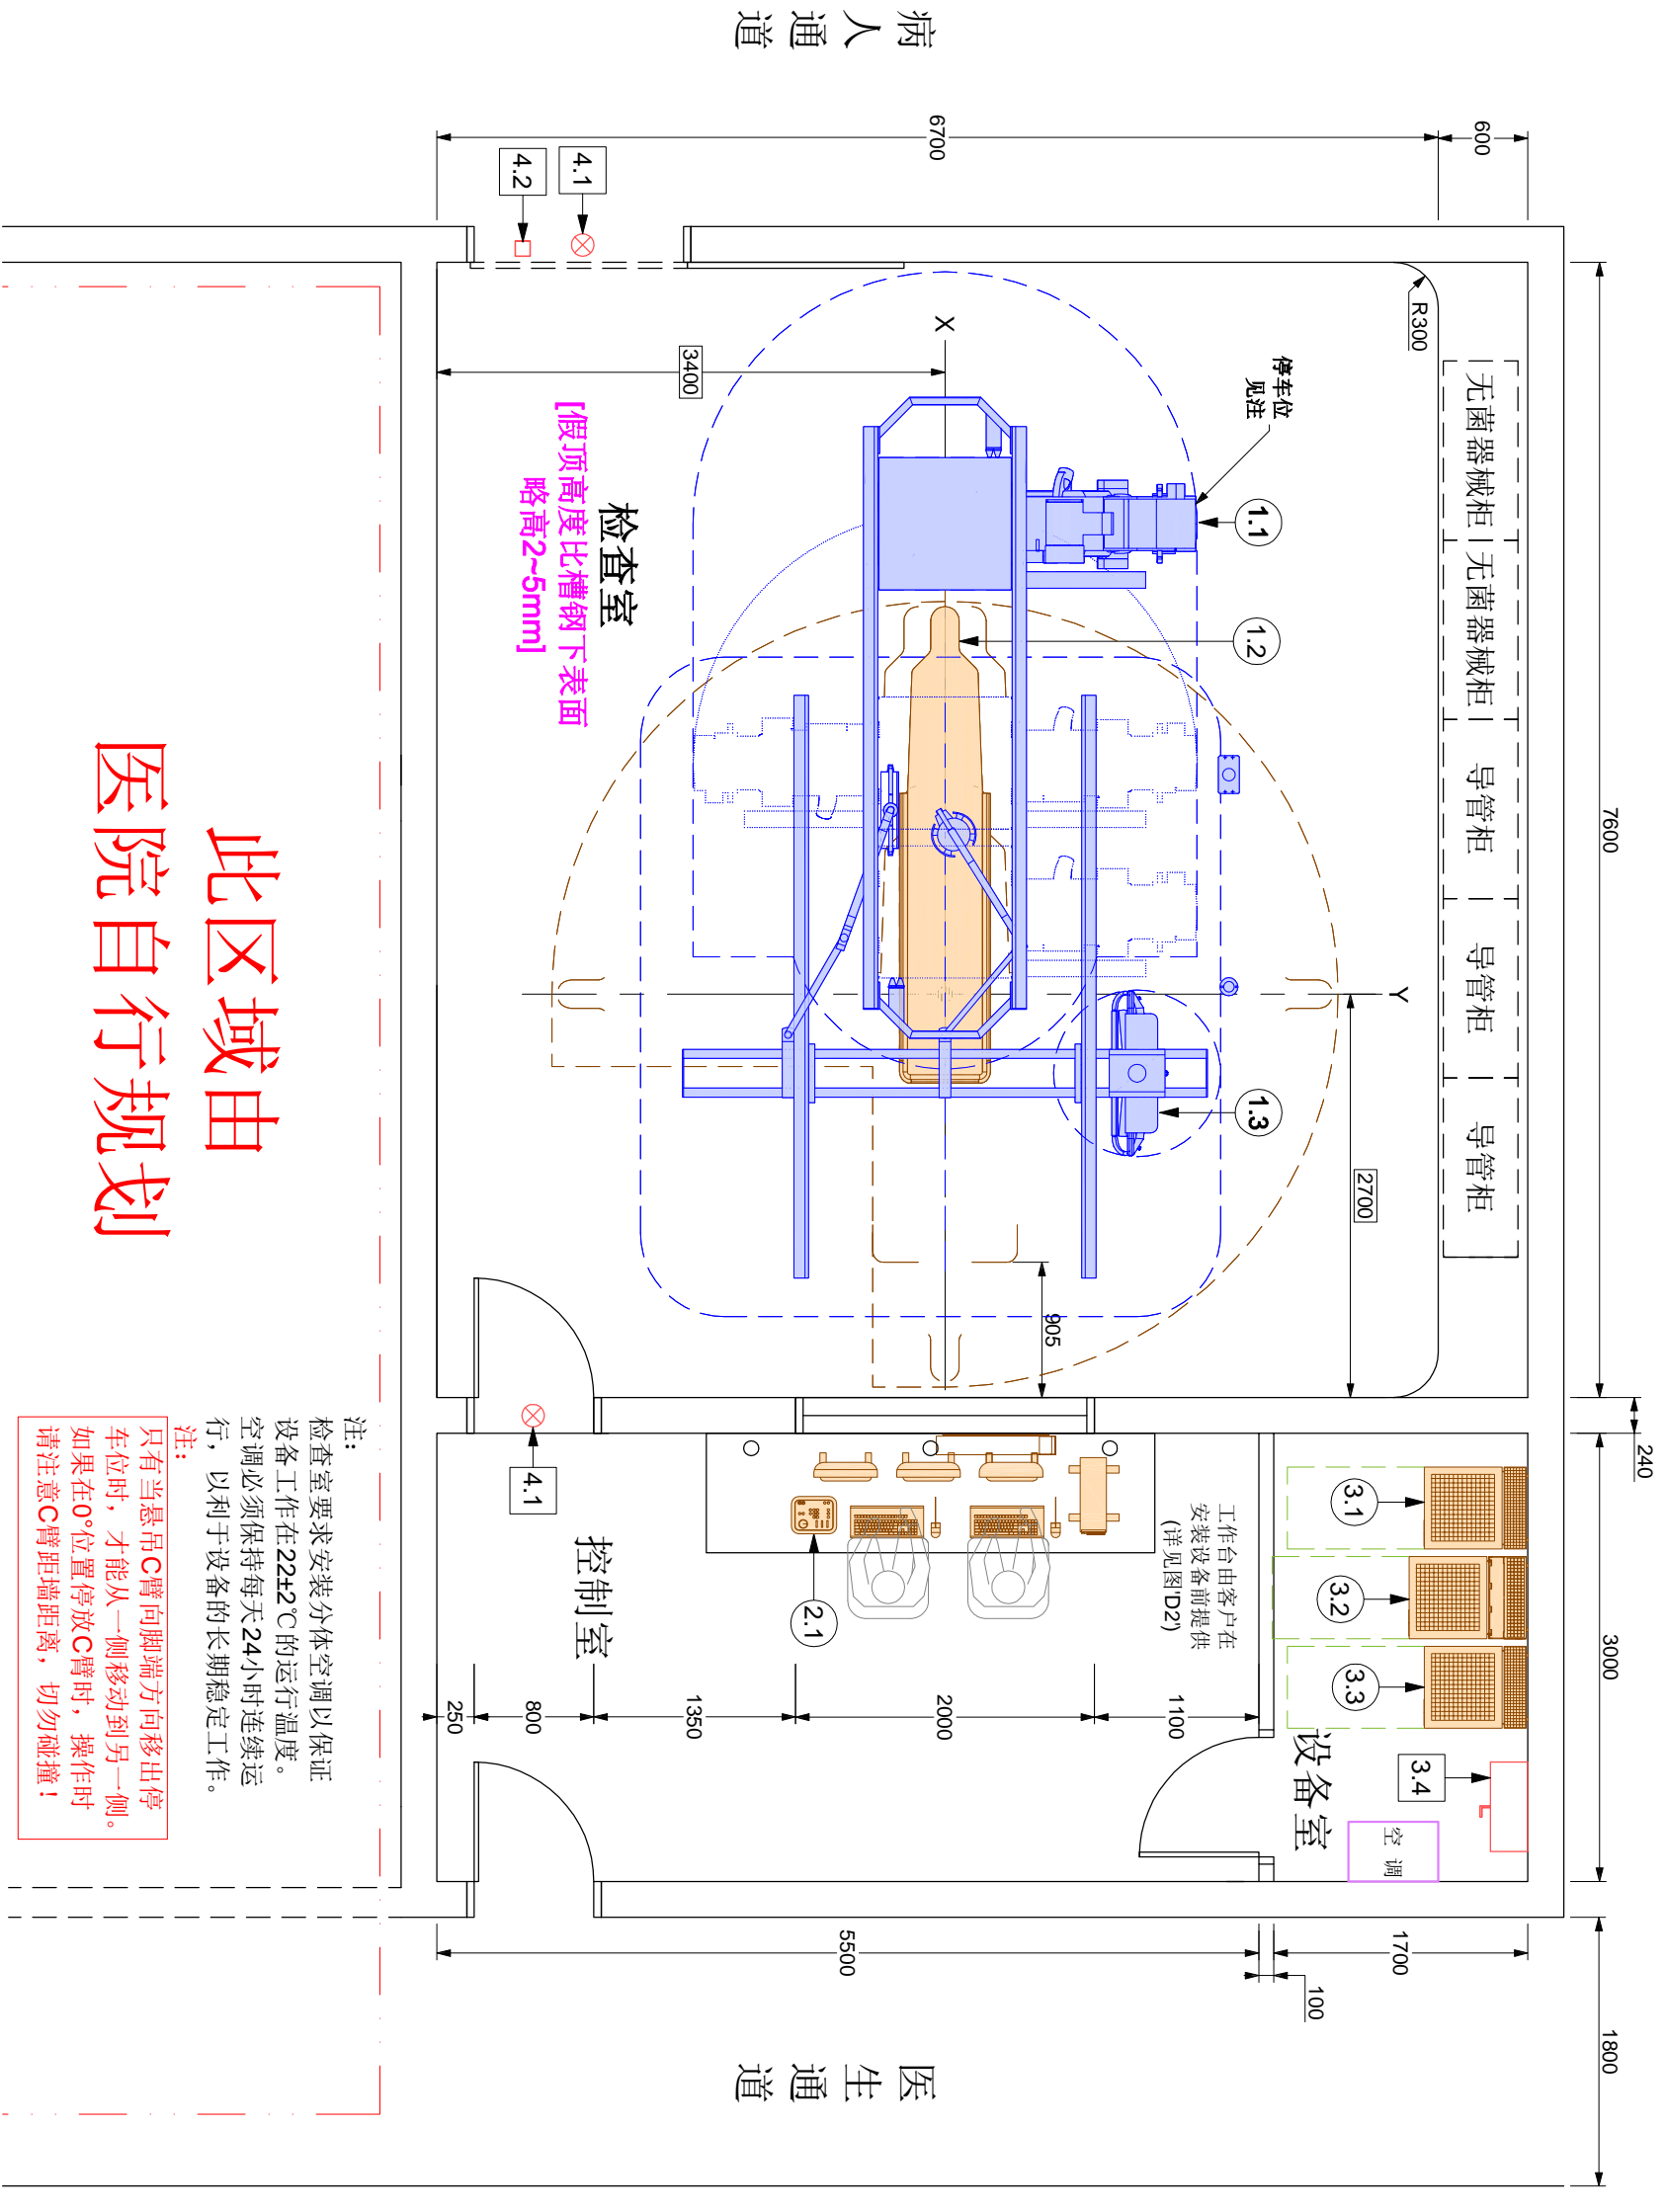 7600
240
3000
1800
600
6700
R300
无菌器械柜
无菌器械柜
导管柜
导管柜
导管柜
停车位
见注
1.1
1.2
1.3
X
Y
2700
3400
905
检查室
[假顶高度比槽钢下表面
略高2~5mm]
病人通道
4.1
4.2
3.1
3.2
3.3
3.4
设备室
空 调
1700
100
5500
工作台由客户在
安装设备前提供
(详见图'D2')
1100
2000
1350
800
250
2.1
控制室
4.1
医生通道
此区域由
医院自行规划
注:
检查室要求安装分体空调以保证
设备工作在22±2℃的运行温度。
空调必须保持每天24小时连续运
行，以利于设备的长期稳定工作。
注:
只有当悬吊C臂向脚端方向移出停
车位时，才能从一侧移动到另一侧。
如果在0°位置停放C臂时，操作时
请注意C臂距墙距离，切勿碰撞！